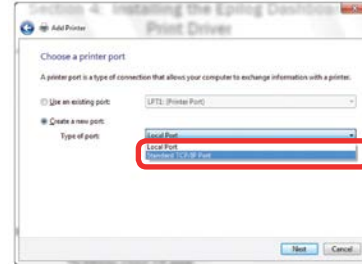 Section 4: Installing the Epilog Dashboard
Print Driver
Add Printer
Choose a printer port
A printer port is a type of connection that allows your computer to exchange information with a printer.
Use an existing port:
LPT1: (Printer Port)
Create a new port:
Type of port:
Local Port
Local Port
Standard TCP/IP Port
Next
Cancel